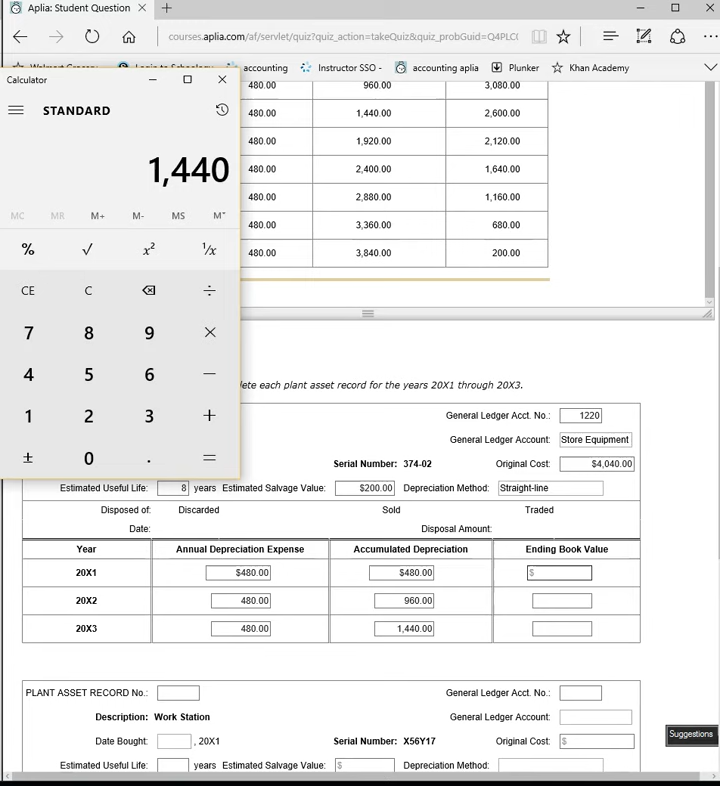 Aplia: Student Question
courses.aplia.com/af/servlet/quiz?quiz_action=takeQuiz&quiz_probGuid=Q4PLC(
accounting Instructor SSO - accounting aplia Plunker Khan Academy
Calculator
STANDARD
1,440
MC MR M+ M- MS M˅
% √ x² ¹/x
CE C ÷
7 8 9 ×
4 5 6 −
1 2 3 +
± 0 . =
480.00 960.00 3,080.00
480.00 1,440.00 2,600.00
480.00 1,920.00 2,120.00
480.00 2,400.00 1,640.00
480.00 2,880.00 1,160.00
480.00 3,360.00 680.00
480.00 3,840.00 200.00
lete each plant asset record for the years 20X1 through 20X3.
General Ledger Acct. No.: 1220
General Ledger Account: Store Equipment
Serial Number: 374-02 Original Cost: $4,040.00
Estimated Useful Life: 8 years Estimated Salvage Value: $200.00 Depreciation Method: Straight-line
Disposed of: Discarded Sold Traded
Date: Disposal Amount:
Year Annual Depreciation Expense Accumulated Depreciation Ending Book Value
20X1 $480.00 $480.00 $
20X2 480.00 960.00
20X3 480.00 1,440.00
PLANT ASSET RECORD No.: General Ledger Acct. No.:
Description: Work Station General Ledger Account:
Date Bought: , 20X1 Serial Number: X56Y17 Original Cost: $
Estimated Useful Life: years Estimated Salvage Value: $ Depreciation Method:
Suggestions